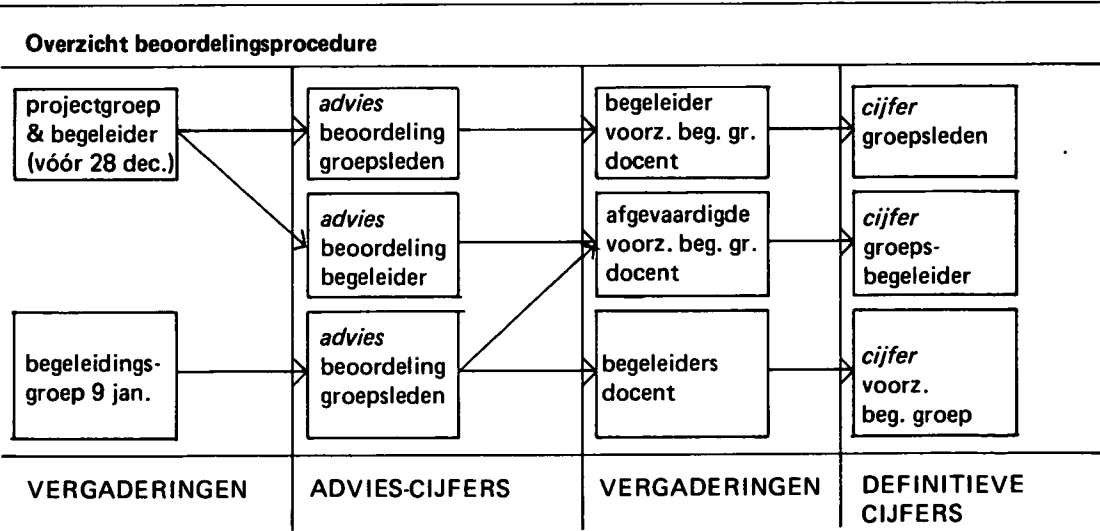 Overzicht beoordelingsprocedure
projectgroep
& begeleider
(vóór 28 dec.)
begeleidings-
groep 9 jan.
advies
beoordeling
groepsleden
advies
beoordeling
begeleider
advies
beoordeling
groepsleden
begeleider
voorz. beg. gr.
docent
afgevaardigde
voorz. beg. gr.
docent
begeleiders
docent
cijfer
groepsleden
cijfer
groeps-
begeleider
cijfer
voorz.
beg. groep
VERGADERINGEN
ADVIES-CIJFERS
VERGADERINGEN
DEFINITIEVE
CIJFERS